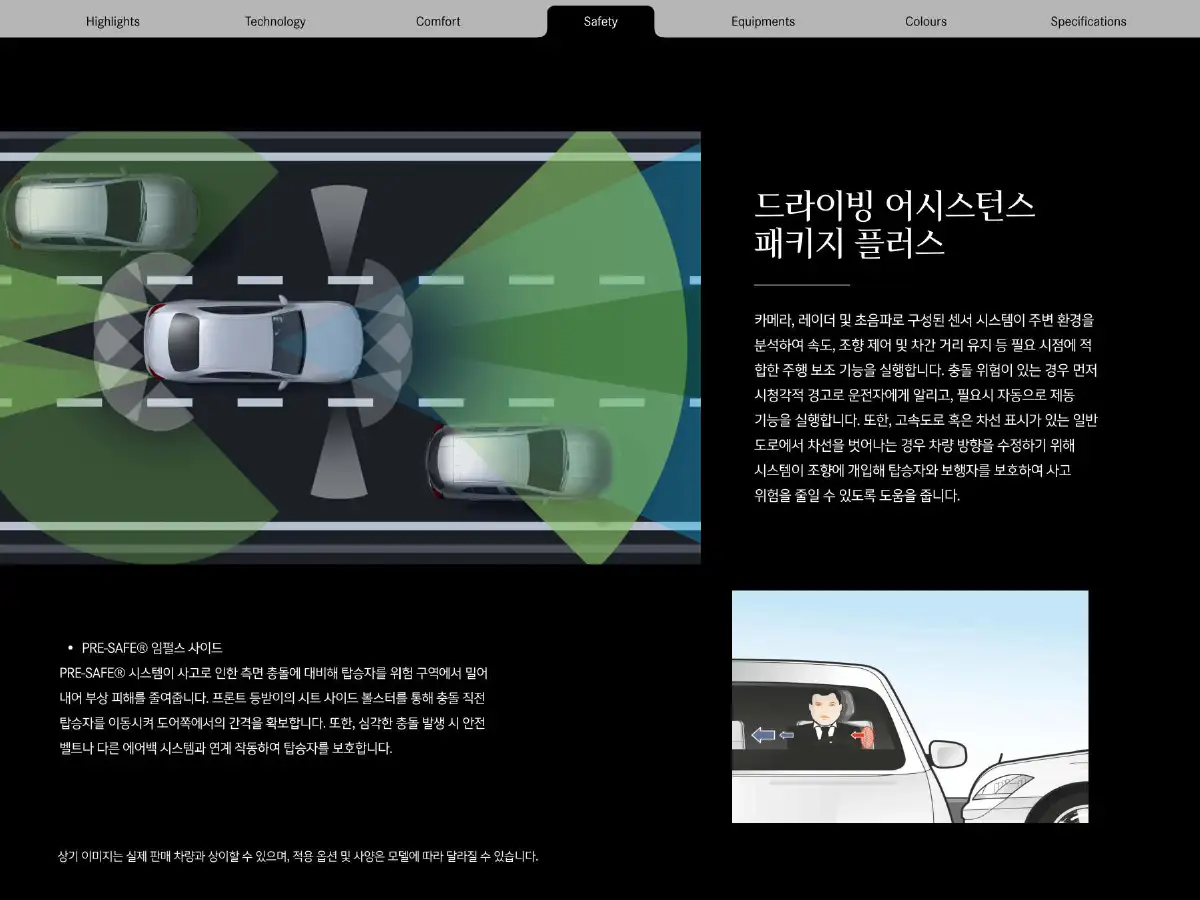 Highlights
Technology
Comfort
Safety
Equipments
Colours
Specifications
드라이빙 어시스턴스
패키지 플러스
카메라, 레이더 및 초음파로 구성된 센서 시스템이 주변 환경을
분석하여 속도, 조향 제어 및 차간 거리 유지 등 필요 시점에 적
합한 주행 보조 기능을 실행합니다. 충돌 위험이 있는 경우 먼저
시청각적 경고로 운전자에게 알리고, 필요시 자동으로 제동
기능을 실행합니다. 또한, 고속도로 혹은 차선 표시가 있는 일반
도로에서 차선을 벗어나는 경우 차량 방향을 수정하기 위해
시스템이 조향에 개입해 탑승자와 보행자를 보호하여 사고
위험을 줄일 수 있도록 도움을 줍니다.
• PRE-SAFE® 임펄스 사이드
PRE-SAFE® 시스템이 사고로 인한 측면 충돌에 대비해 탑승자를 위험 구역에서 밀어
내어 부상 피해를 줄여줍니다. 프론트 등받이의 시트 사이드 볼스터를 통해 충돌 직전
탑승자를 이동시켜 도어쪽에서의 간격을 확보합니다. 또한, 심각한 충돌 발생 시 안전
벨트나 다른 에어백 시스템과 연계 작동하여 탑승자를 보호합니다.
상기 이미지는 실제 판매 차량과 상이할 수 있으며, 적용 옵션 및 사양은 모델에 따라 달라질 수 있습니다.